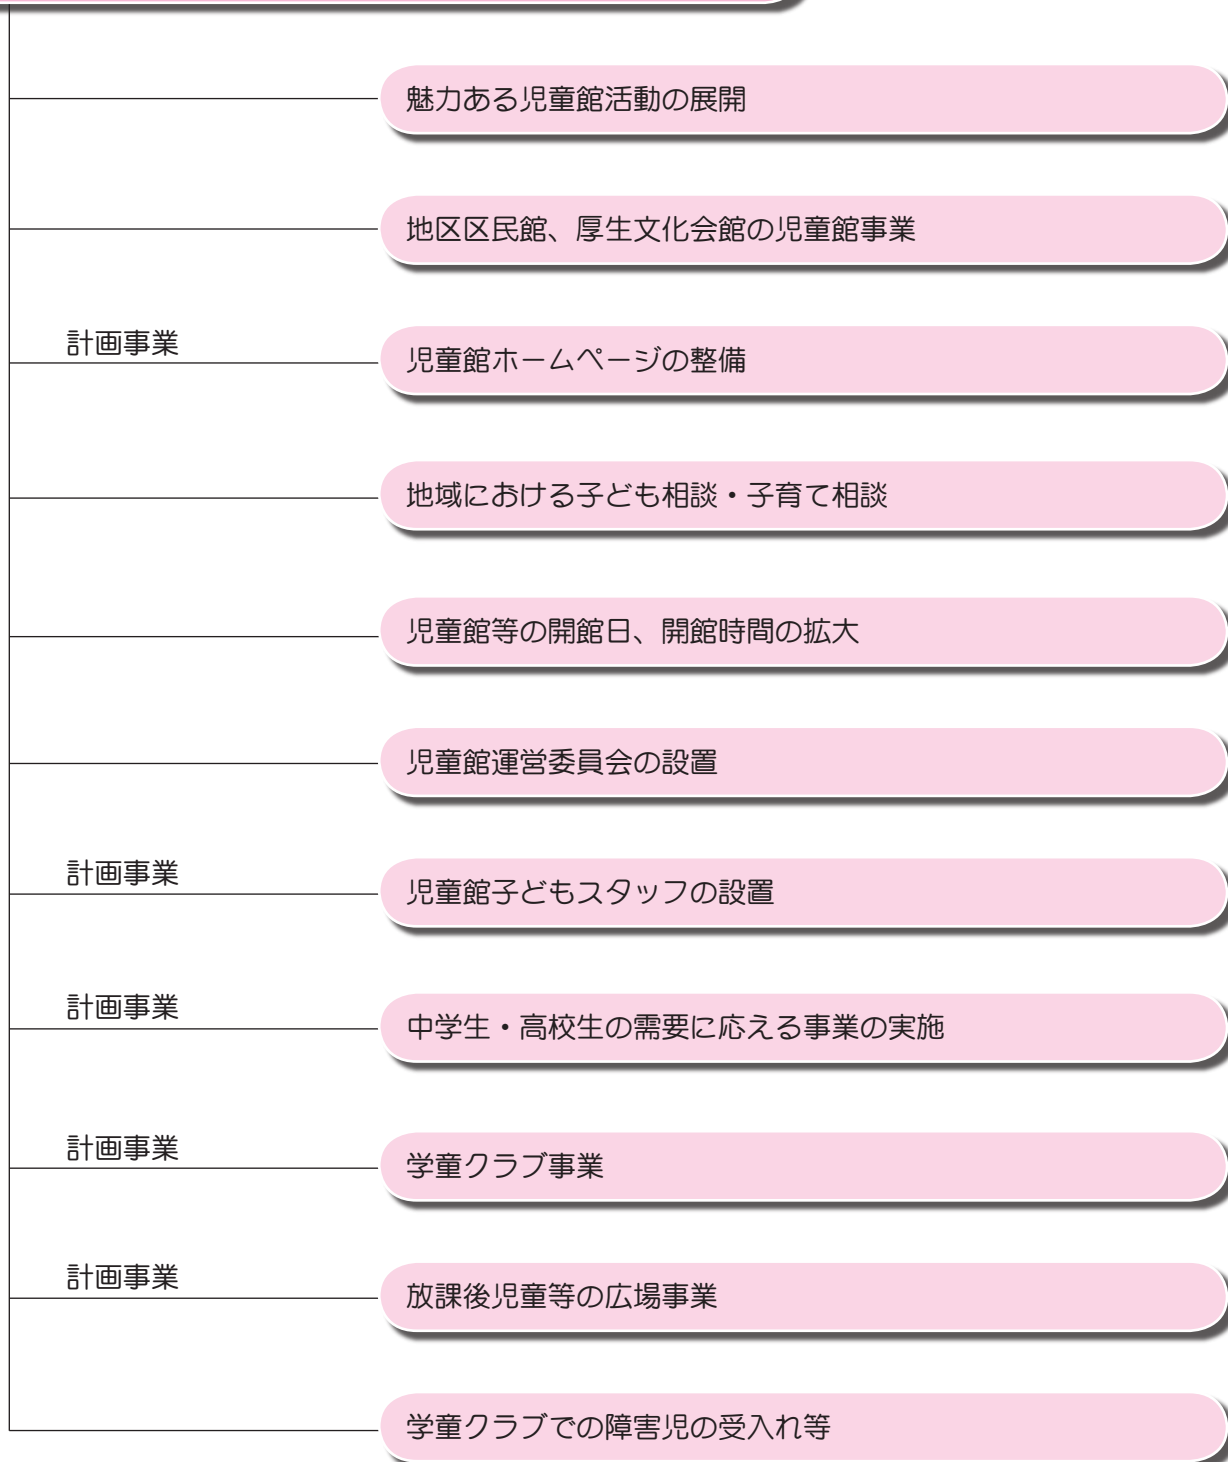 魅力ある児童館活動の展開
地区区民館、厚生文化会館の児童館事業
計画事業
児童館ホームページの整備
地域における子ども相談・子育て相談
児童館等の開館日、開館時間の拡大
児童館運営委員会の設置
計画事業
児童館子どもスタッフの設置
計画事業
中学生・高校生の需要に応える事業の実施
計画事業
学童クラブ事業
計画事業
放課後児童等の広場事業
学童クラブでの障害児の受入れ等